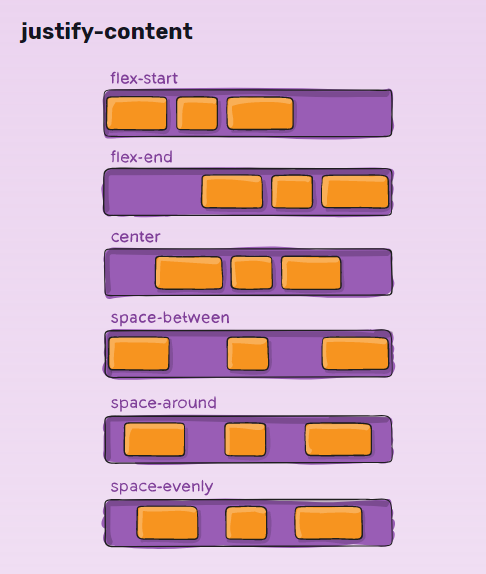 justify-content
flex-start
flex-end
center
space-between
space-around
space-evenly